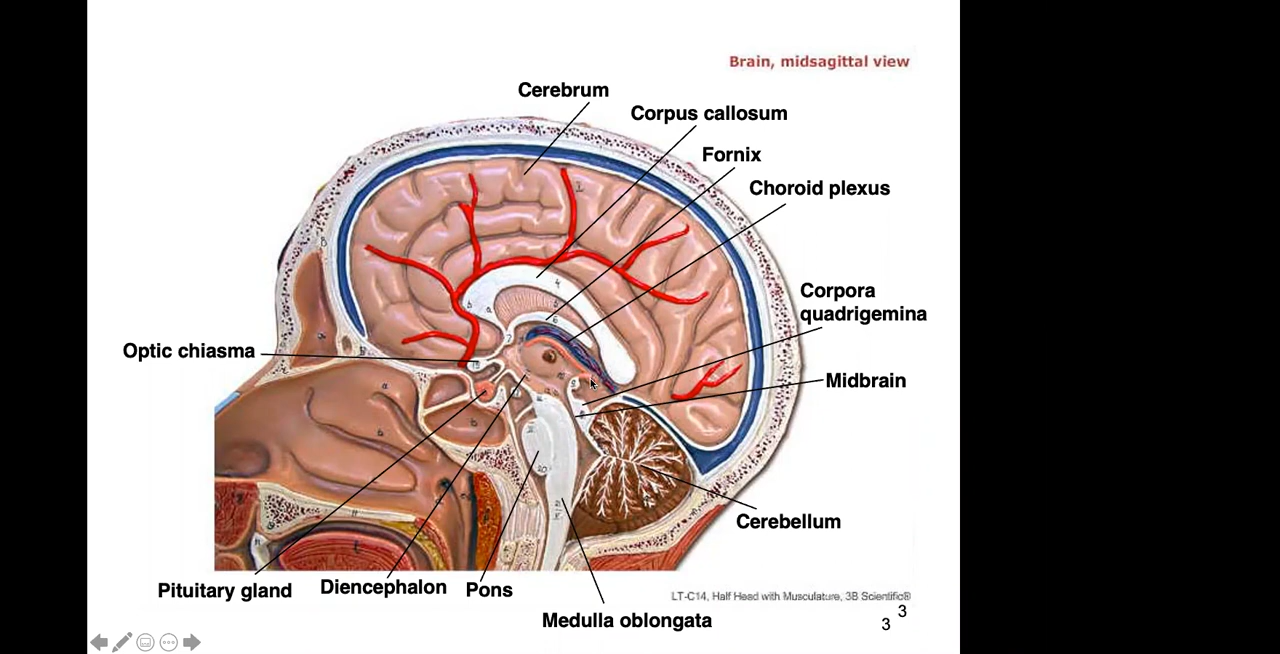 Brain, midsagittal view
Cerebrum
Corpus callosum
Fornix
Choroid plexus
Corpora
quadrigemina
Optic chiasma
Midbrain
Cerebellum
Pituitary gland
Diencephalon
Pons
Medulla oblongata
LT-C14, Half Head with Musculature, 3B Scientific®
3
3